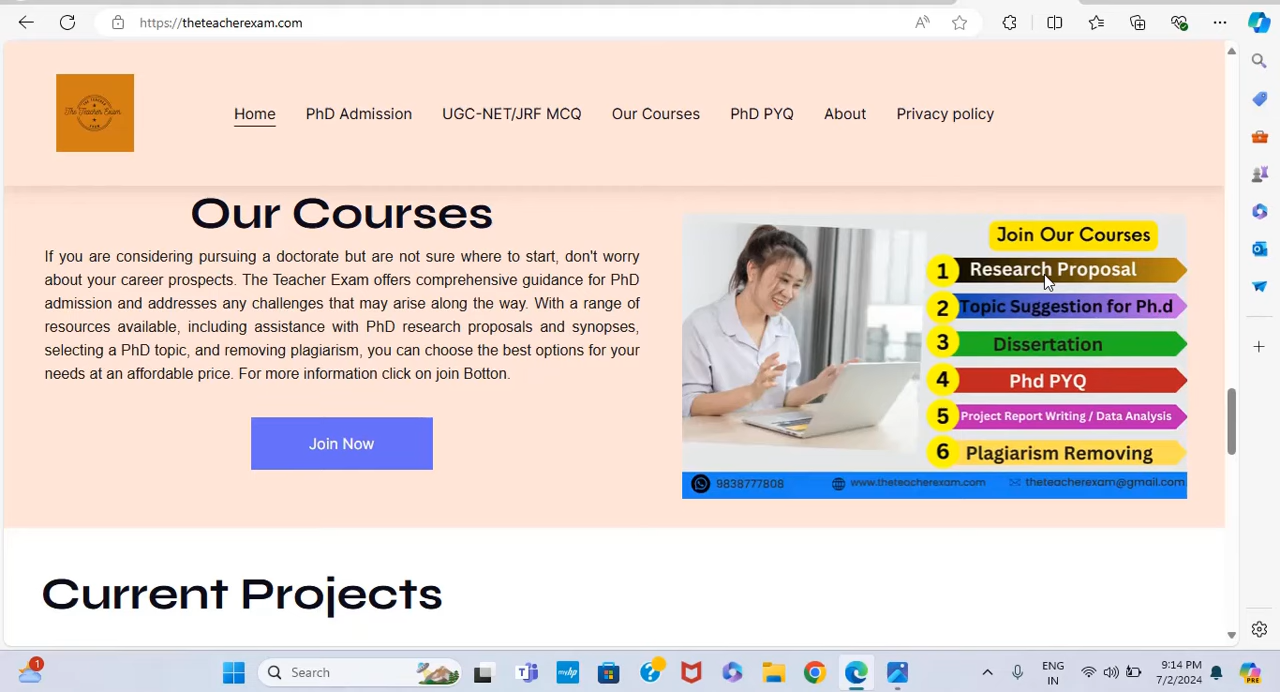 https://theteacherexam.com
The Teacher Exam
Home PhD Admission UGC-NET/JRF MCQ Our Courses PhD PYQ About Privacy policy
Our Courses
If you are considering pursuing a doctorate but are not sure where to start, don't worry
about your career prospects. The Teacher Exam offers comprehensive guidance for PhD
admission and addresses any challenges that may arise along the way. With a range of
resources available, including assistance with PhD research proposals and synopses,
selecting a PhD topic, and removing plagiarism, you can choose the best options for your
needs at an affordable price. For more information click on join Botton.
Join Now
Join Our Courses
1 Research Proposal
2 Topic Suggestion for Ph.d
3 Dissertation
4 Phd PYQ
5 Project Report Writing / Data Analysis
6 Plagiarism Removing
9838777808 www.theteacherexam.com theteacherexam@gmail.com
Current Projects
1
Search
myhp
ENG
IN
9:14 PM
7/2/2024
PRE